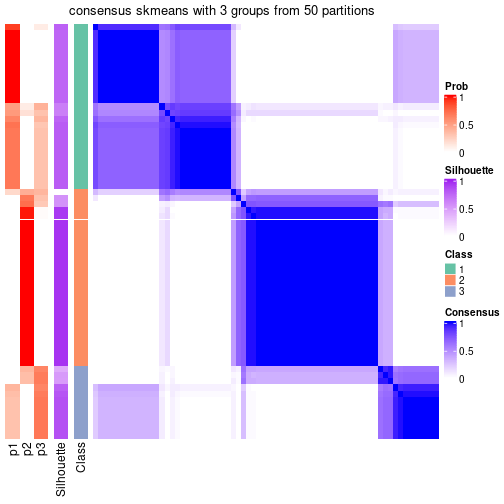 consensus skmeans with 3 groups from 50 partitions
Prob
1
0.5
0
Silhouette
1
0.5
0
Class
1
2
3
Consensus
1
0.5
0
p1
p2
p3
Silhouette
Class